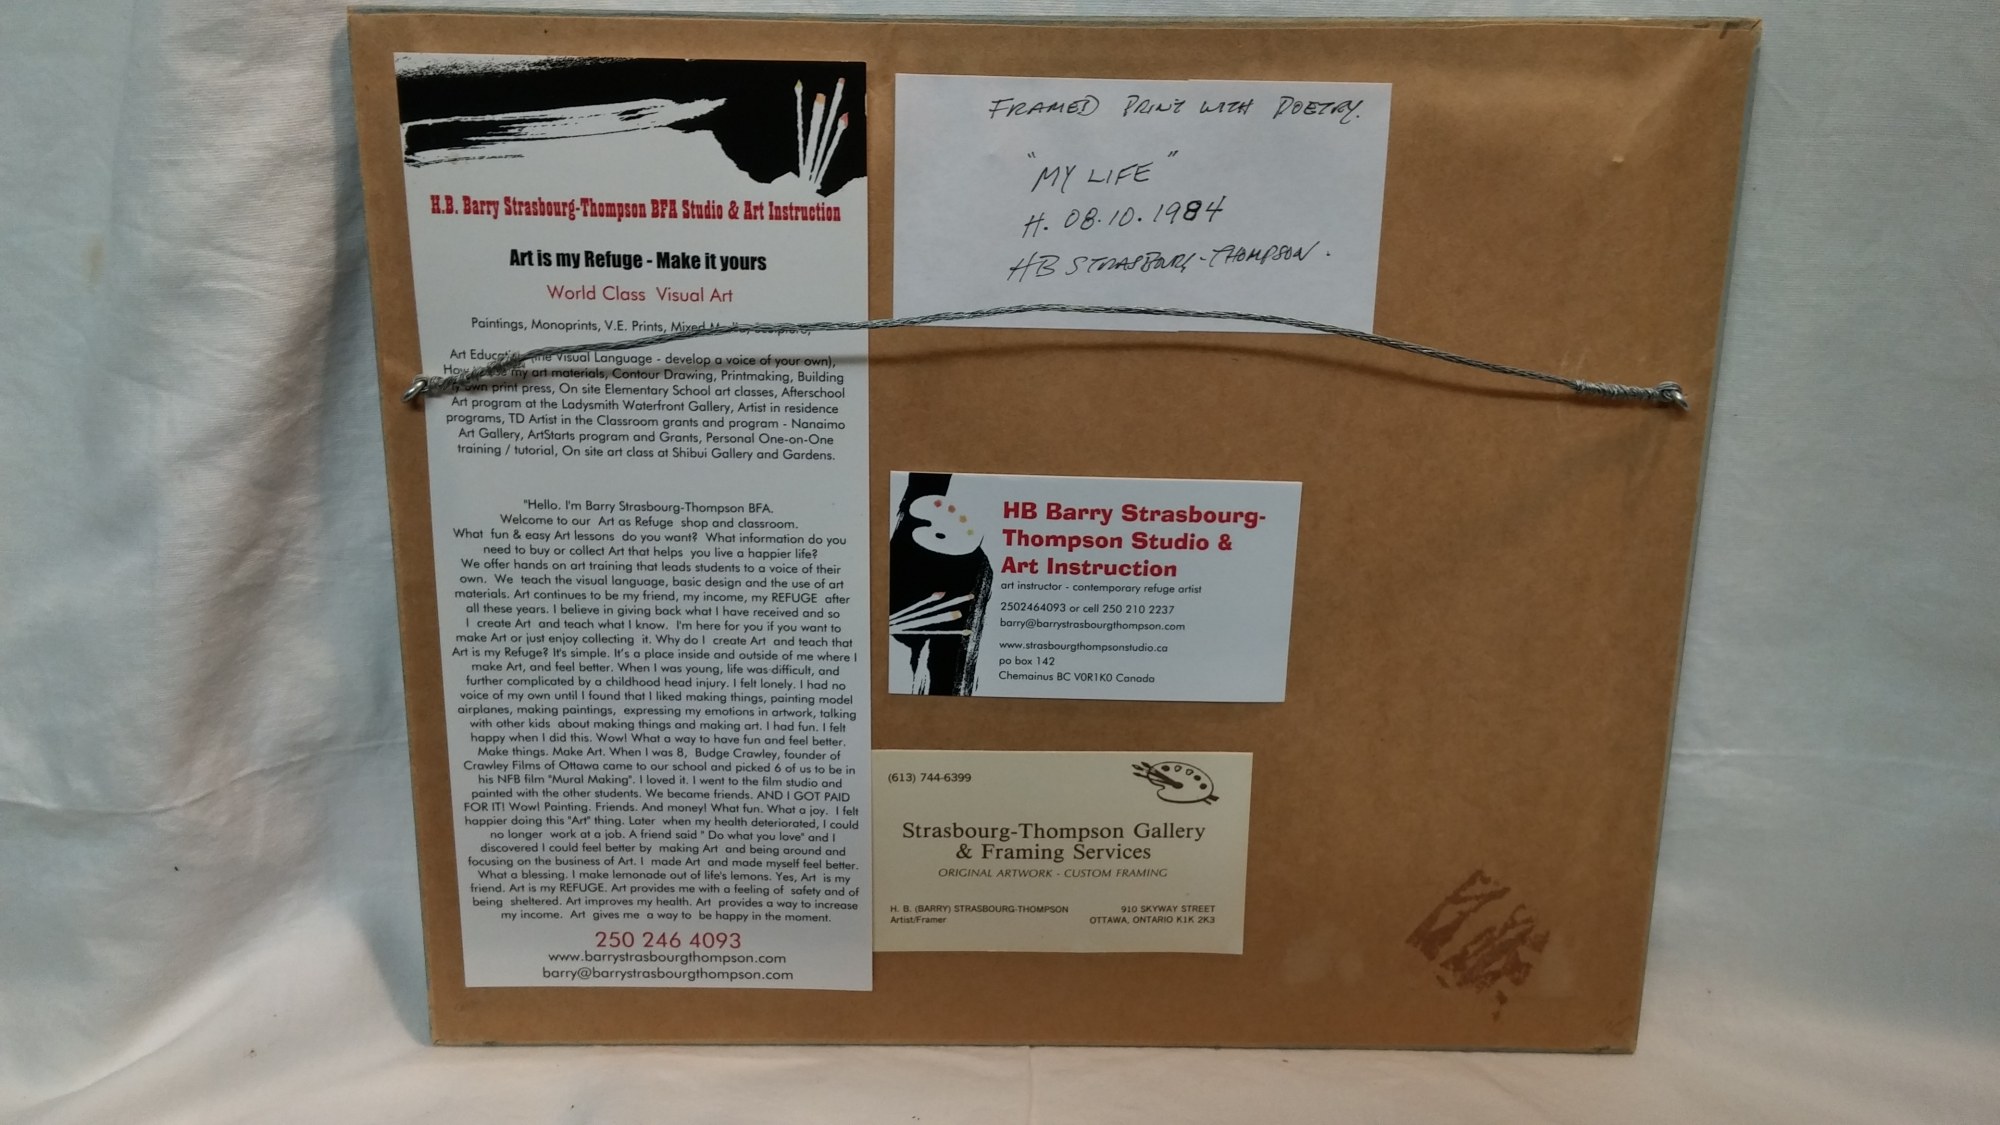 H.B. Barry Strasbourg-Thompson BFA Studio & Art Instruction
Art is my Refuge - Make it yours
World Class Visual Art
Paintings, Monoprints, V.E. Prints, Mixed
Art (the Visual Language - develop a voice of your own),
my art materials, Contour Drawing, Printmaking, Building
own print press, On site Elementary School art classes, Afterschool
Art program at the Ladysmith Waterfront Gallery, Artist in residence
programs, TD Artist in the Classroom grants and program - Nanaimo
Art Gallery, ArtStarts program and Grants, Personal One-on-One
training / tutorial, On site art class at Shibui Gallery and Gardens.
"Hello. I'm Barry Strasbourg-Thompson BFA.
Welcome to our Art as Refuge shop and classroom.
What fun & easy Art lessons do you want? What information do you
need to buy or collect Art that helps you live a happier life?
We offer hands on art training that leads students to a voice of their
own. We teach the visual language, basic design and the use of art
materials. Art continues to be my friend, my income, my REFUGE after
all these years. I believe in giving back what I have received and so
I create Art and teach what I know. I'm here for you if you want to
make Art or just enjoy collecting it. Why do I create Art and teach that
Art is my Refuge? It's simple. It's a place inside and outside of me where I
make Art, and feel better. When I was young, life was difficult, and
further complicated by a childhood head injury. I felt lonely. I had no
voice of my own until I found that I liked making things, painting model
airplanes, making paintings, expressing my emotions in artwork, talking
with other kids about making things and making art. I had fun. I felt
happy when I did this. Wow! What a way to have fun and feel better.
Make things. Make Art. When I was 8, Budge Crawley, founder of
Crawley Films of Ottawa came to our school and picked 6 of us to be in
his NFB film "Mural Making". I loved it. I went to the film studio and
painted with the other students. We became friends. AND I GOT PAID
FOR IT! Wow! Painting. Friends. And money! What fun. What a joy. I felt
happier doing this "Art" thing. Later when my health deteriorated, I could
no longer work at a job. A friend said " Do what you love" and I
discovered I could feel better by making Art and being around and
focusing on the business of Art. I made Art and made myself feel better.
What a blessing. I make lemonade out of life's lemons. Yes, Art is my
friend. Art is my REFUGE. Art provides me with a feeling of safety and of
being sheltered. Art improves my health. Art provides a way to increase
my income. Art gives me a way to be happy in the moment.
250 246 4093
www.barrystrasbourgthompson.com
barry@barrystrasbourgthompson.com
FRAMED PRINT WITH POETRY.
"MY LIFE"
H. 08.10.1984
HB STRASBOURG-THOMPSON.
HB Barry Strasbourg-
Thompson Studio &
Art Instruction
art instructor - contemporary refuge artist
2502464093 or cell 250 210 2237
barry@barrystrasbourgthompson.com
www.strasbourgthompsonstudio.ca
po box 142
Chemainus BC V0R1K0 Canada
(613) 744-6399
Strasbourg-Thompson Gallery
& Framing Services
ORIGINAL ARTWORK - CUSTOM FRAMING
H. B. (BARRY) STRASBOURG-THOMPSON
Artist/Framer
910 SKYWAY STREET
OTTAWA, ONTARIO K1K 2K3